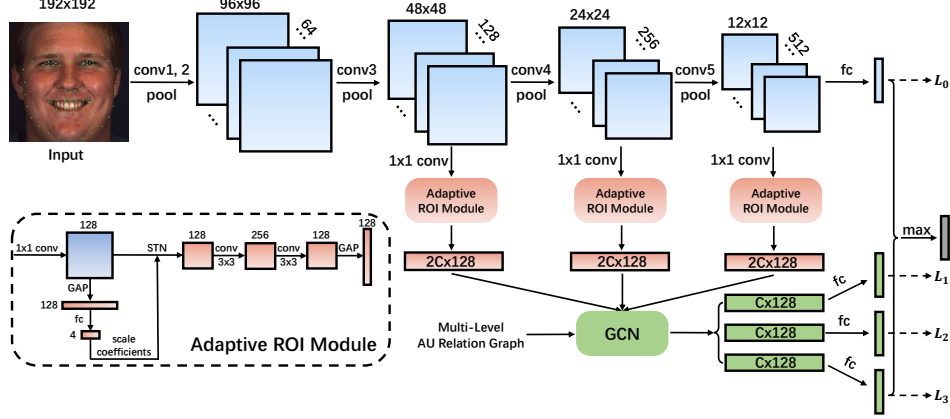 192x192
96x96
64
...
...
48x48
128
...
...
24x24
256
...
...
12x12
512
...
...
conv1, 2
pool
conv3
pool
conv4
pool
conv5
pool
fc
L₀
Input
1x1 conv
1x1 conv
1x1 conv
Adaptive
ROI Module
Adaptive
ROI Module
Adaptive
ROI Module
2Cx128
2Cx128
2Cx128
max
L₁
L₂
L₃
Multi-Level
AU Relation Graph
GCN
Cx128
Cx128
Cx128
fc
fc
fc
1x1 conv
128
STN
128
conv
3x3
256
conv
3x3
128
GAP
128
GAP
128
fc
4
scale
coefficients
Adaptive ROI Module